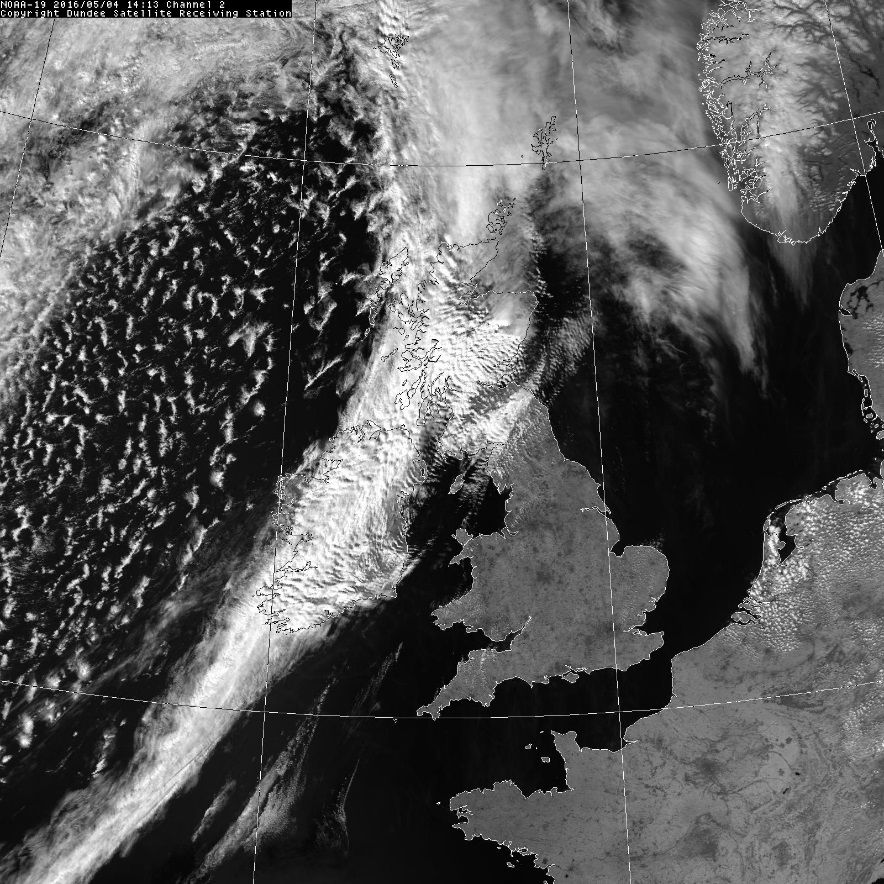 NOAA-19 2016/05/04 14:13 Channel 2
Copyright Dundee Satellite Receiving Station